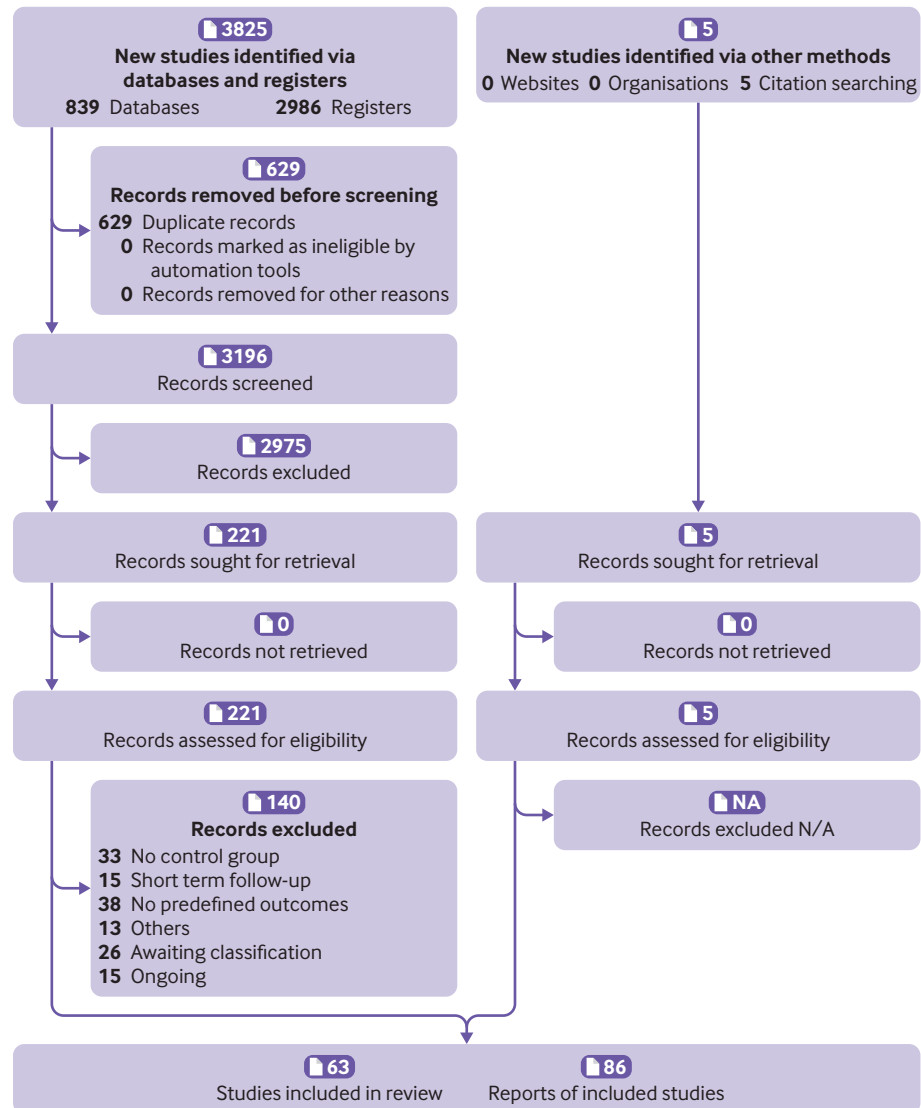 3825
New studies identified via
databases and registers
839 Databases 2986 Registers
629
Records removed before screening
629 Duplicate records
0 Records marked as ineligible by
automation tools
0 Records removed for other reasons
3196
Records screened
2975
Records excluded
221
Records sought for retrieval
0
Records not retrieved
221
Records assessed for eligibility
140
Records excluded
33 No control group
15 Short term follow-up
38 No predefined outcomes
13 Others
26 Awaiting classification
15 Ongoing
5
New studies identified via other methods
0 Websites 0 Organisations 5 Citation searching
5
Records sought for retrieval
0
Records not retrieved
5
Records assessed for eligibility
NA
Records excluded N/A
63
Studies included in review
86
Reports of included studies